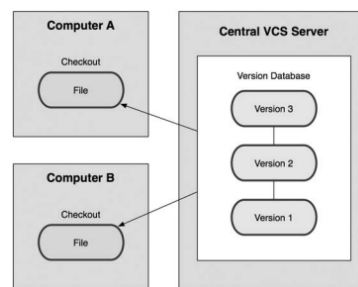 Computer A
Checkout
File
Computer B
Checkout
File
Central VCS Server
Version Database
Version 3
Version 2
Version 1